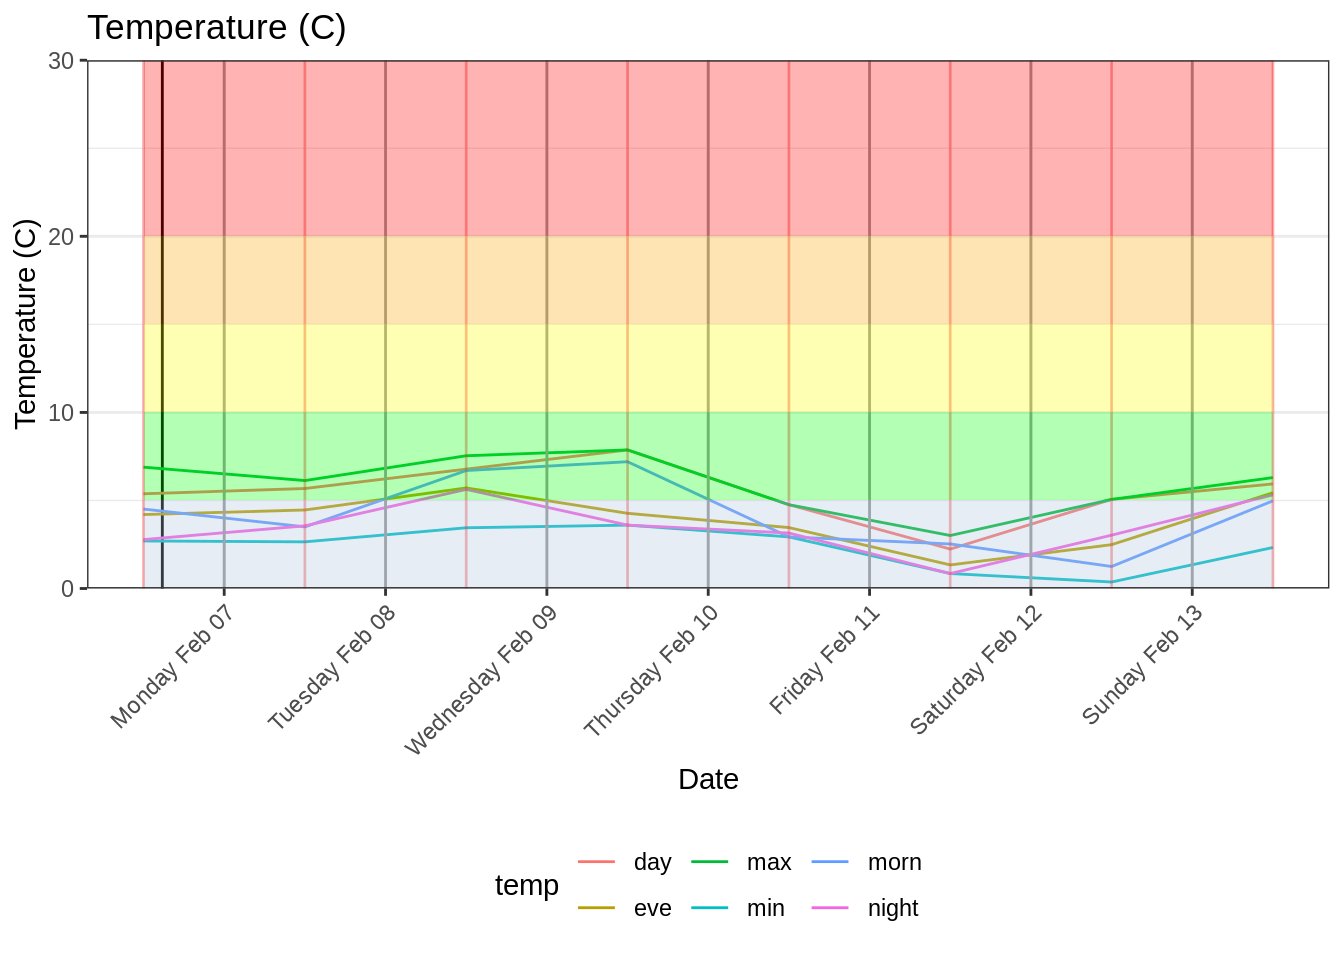 Temperature (C)
30
20
10
0
Temperature (C)
Monday Feb 07
Tuesday Feb 08
Wednesday Feb 09
Thursday Feb 10
Friday Feb 11
Saturday Feb 12
Sunday Feb 13
Date
temp
day
max
morn
eve
min
night